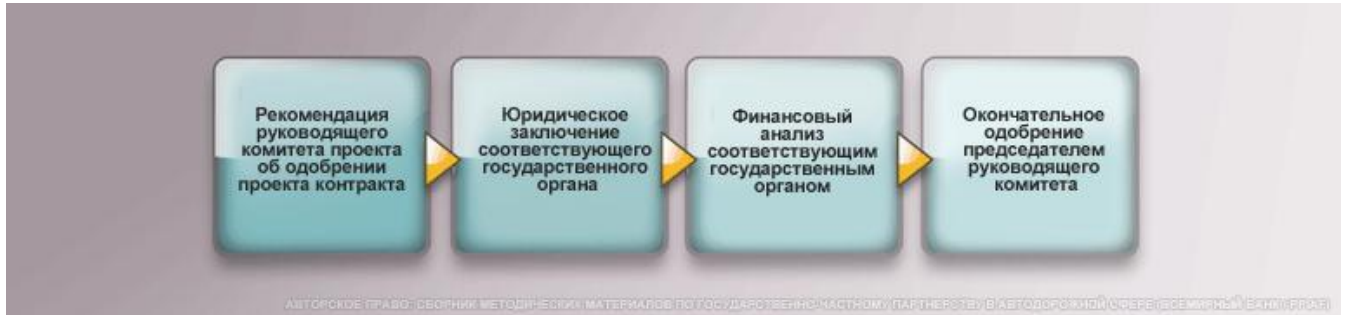 Рекомендация
руководящего
комитета проекта
об одобрении
проекта контракта
Юридическое
заключение
соответствующего
государственного
органа
Финансовый
анализ
соответствующим
государственным
органом
Окончательное
одобрение
председателем
руководящего
комитета
АВТОРСКОЕ ПРАВО: СБОРНИК МЕТОДИЧЕСКИХ МАТЕРИАЛОВ ПО ГОСУДАРСТВЕННО-ЧАСТНОМУ ПАРТНЕРСТВУ В АВТОДОРОЖНОЙ СФЕРЕ (ВСЕМИРНЫЙ БАНК / PPIAF)